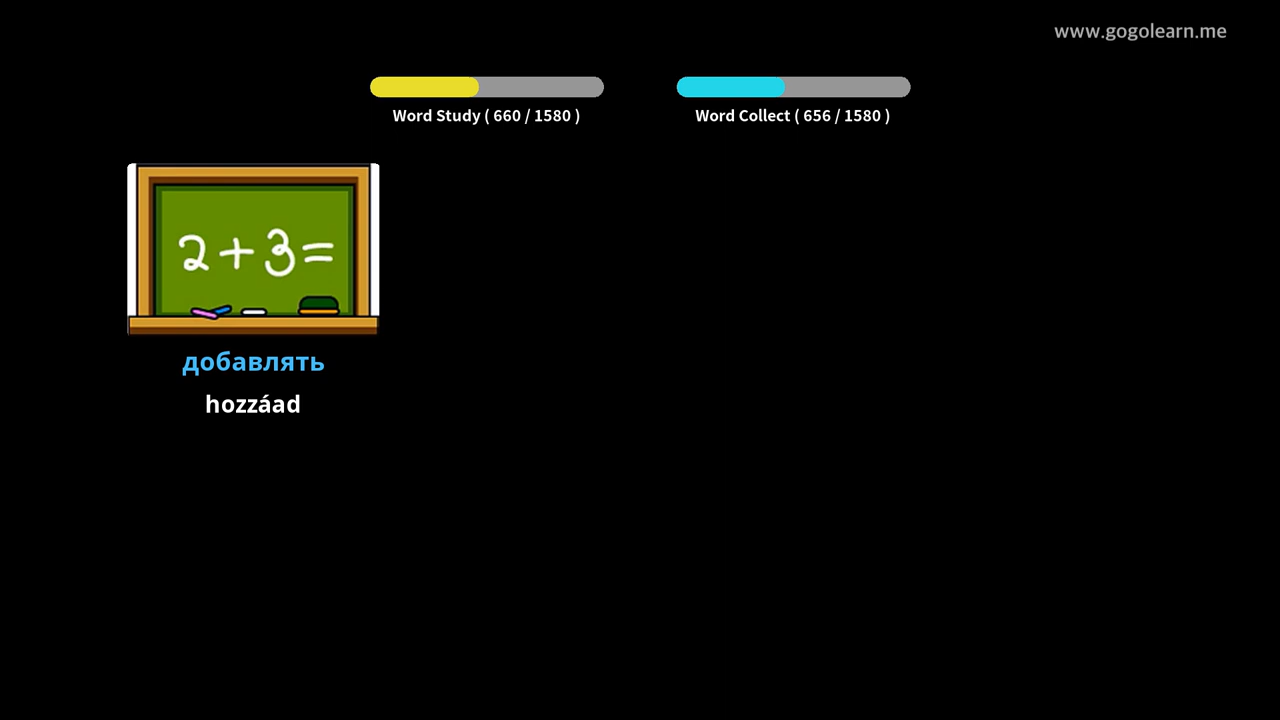 www.gogolearn.me
Word Study ( 660 / 1580 )
Word Collect ( 656 / 1580 )
2+3=
добавлять
hozzáad